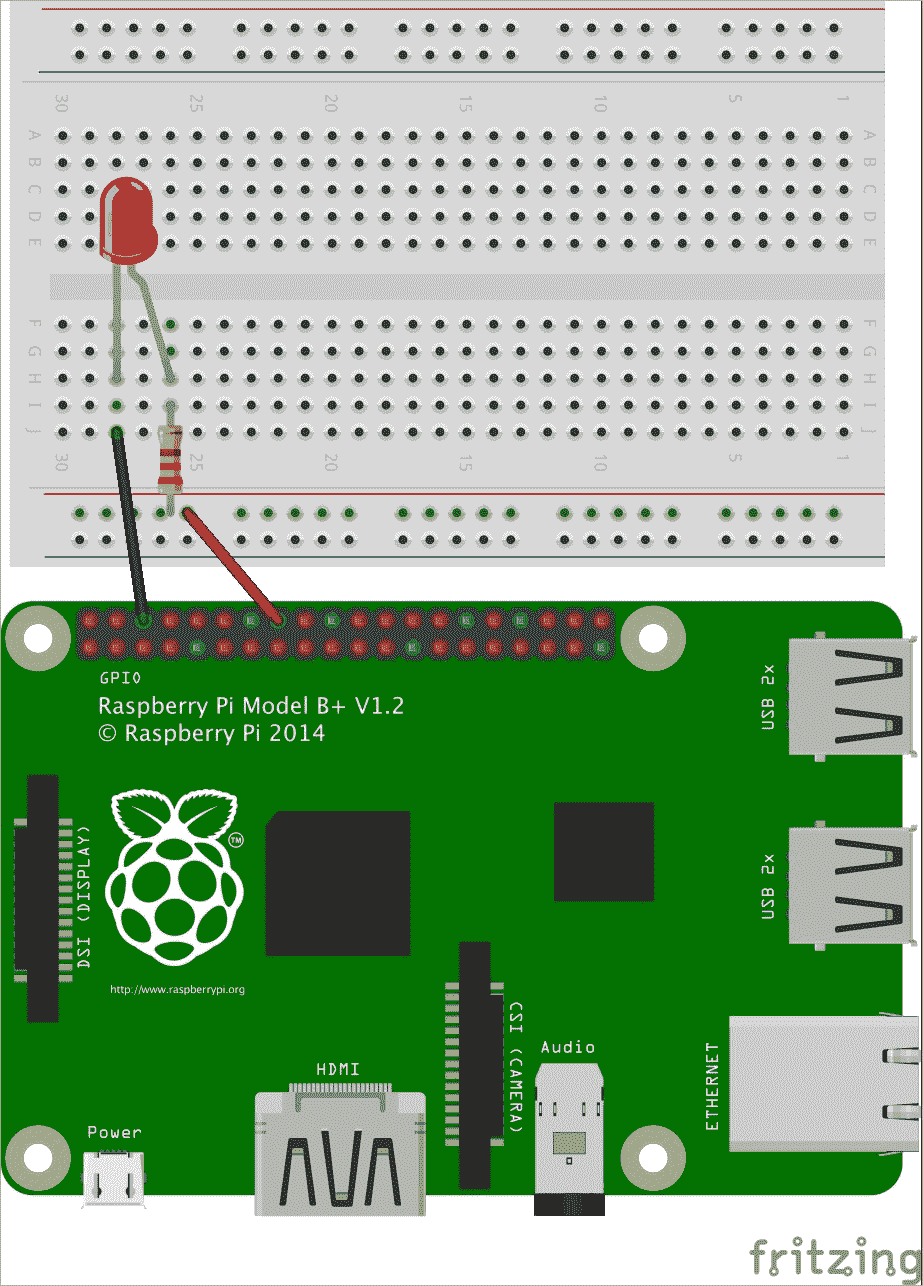 30 25 20 15 10 5 1
A A
B B
C C
D D
E E
F F
G G
H H
I I
J J
30 25 20 15 10 5 1
GPIO
Raspberry Pi Model B+ V1.2
© Raspberry Pi 2014
USB 2x
DSI (DISPLAY)
TM
USB 2x
http://www.raspberrypi.org
CSI (CAMERA)
Audio
ETHERNET
HDMI
Power
fritzing